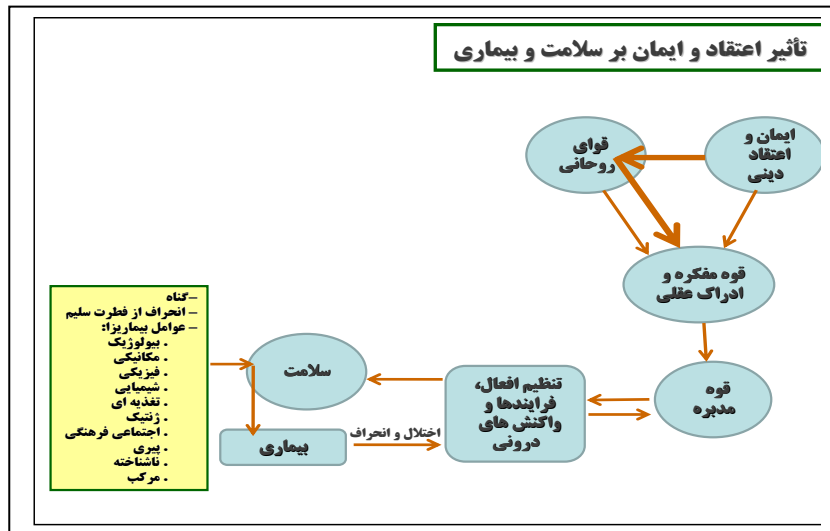 تأثیر اعتقاد و ایمان بر سلامت و بیماری
ایمان و
اعتقاد
دینی
قوای
روحانی
قوه مفکره و
ادراک عقلی
قوه
مدبره
تنظیم افعال،
فرایندها و
واکنش های
درونی
سلامت
اختلال و انحراف
بیماری
–گناه
– انحراف از فطرت سلیم
– عوامل بیماریزا:
. بیولوژیک
. مکانیکی
. فیزیکی
. شیمیایی
. تغذیه ای
. ژنتیک
. اجتماعی فرهنگی
. پیری
. ناشناخته
. مرکب